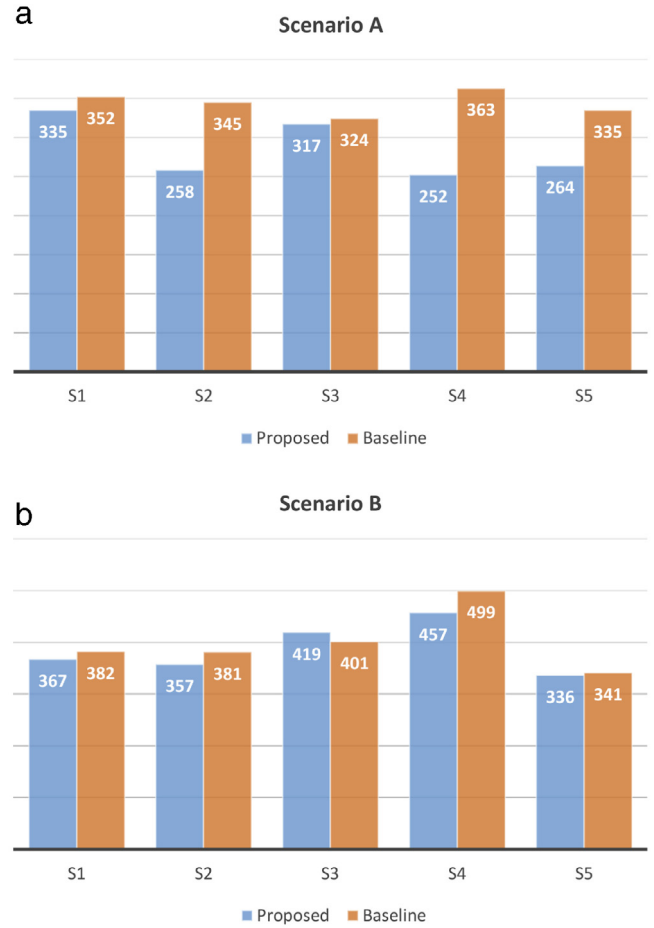 a
Scenario A
335 352 258 345 317 324 252 363 264 335
S1 S2 S3 S4 S5
Proposed Baseline
b
Scenario B
367 382 357 381 419 401 457 499 336 341
S1 S2 S3 S4 S5
Proposed Baseline